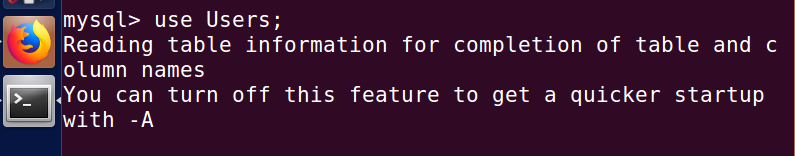 mysql> use Users;
Reading table information for completion of table and c
olumn names
You can turn off this feature to get a quicker startup
with -A